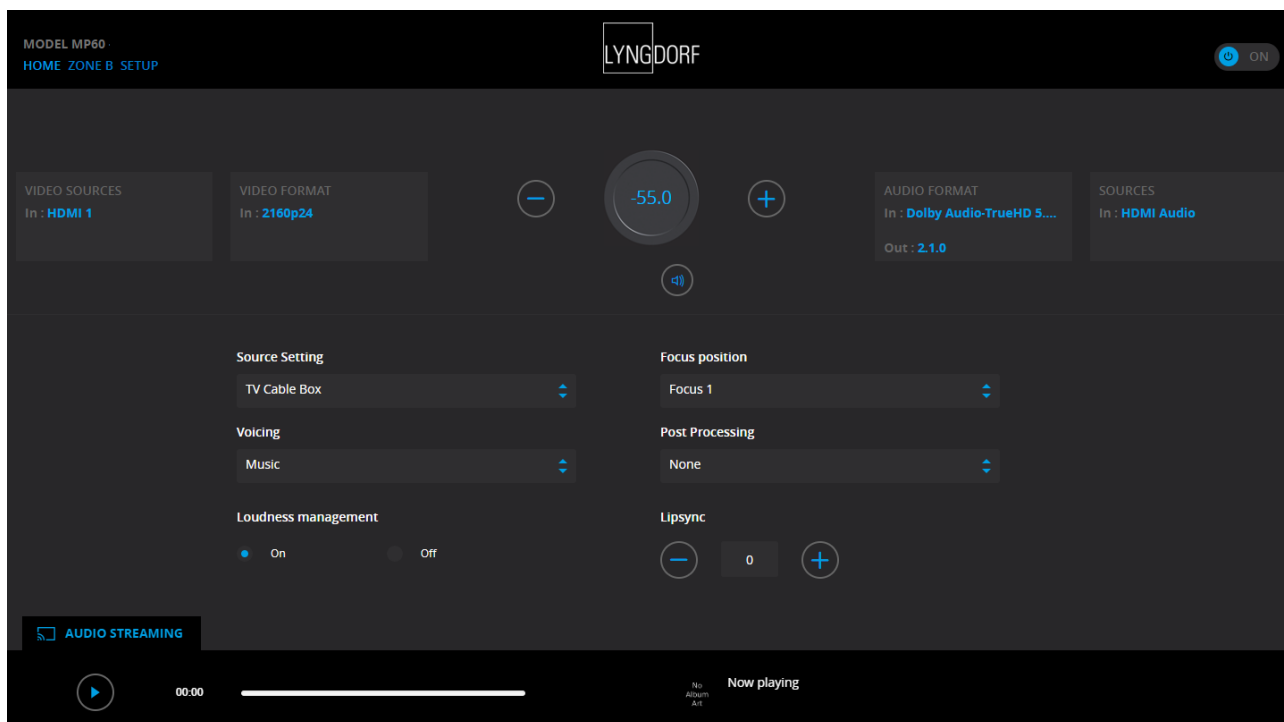 MODEL MP60
HOME ZONE B SETUP
LYNGDORF
ON
VIDEO SOURCES
In : HDMI 1
VIDEO FORMAT
In : 2160p24
-55.0
AUDIO FORMAT
In : Dolby Audio-TrueHD 5....
Out : 2.1.0
SOURCES
In : HDMI Audio
Source Setting
TV Cable Box
Focus position
Focus 1
Voicing
Music
Post Processing
None
Loudness management
On Off
Lipsync
0
AUDIO STREAMING
00:00
No
Album
Art
Now playing